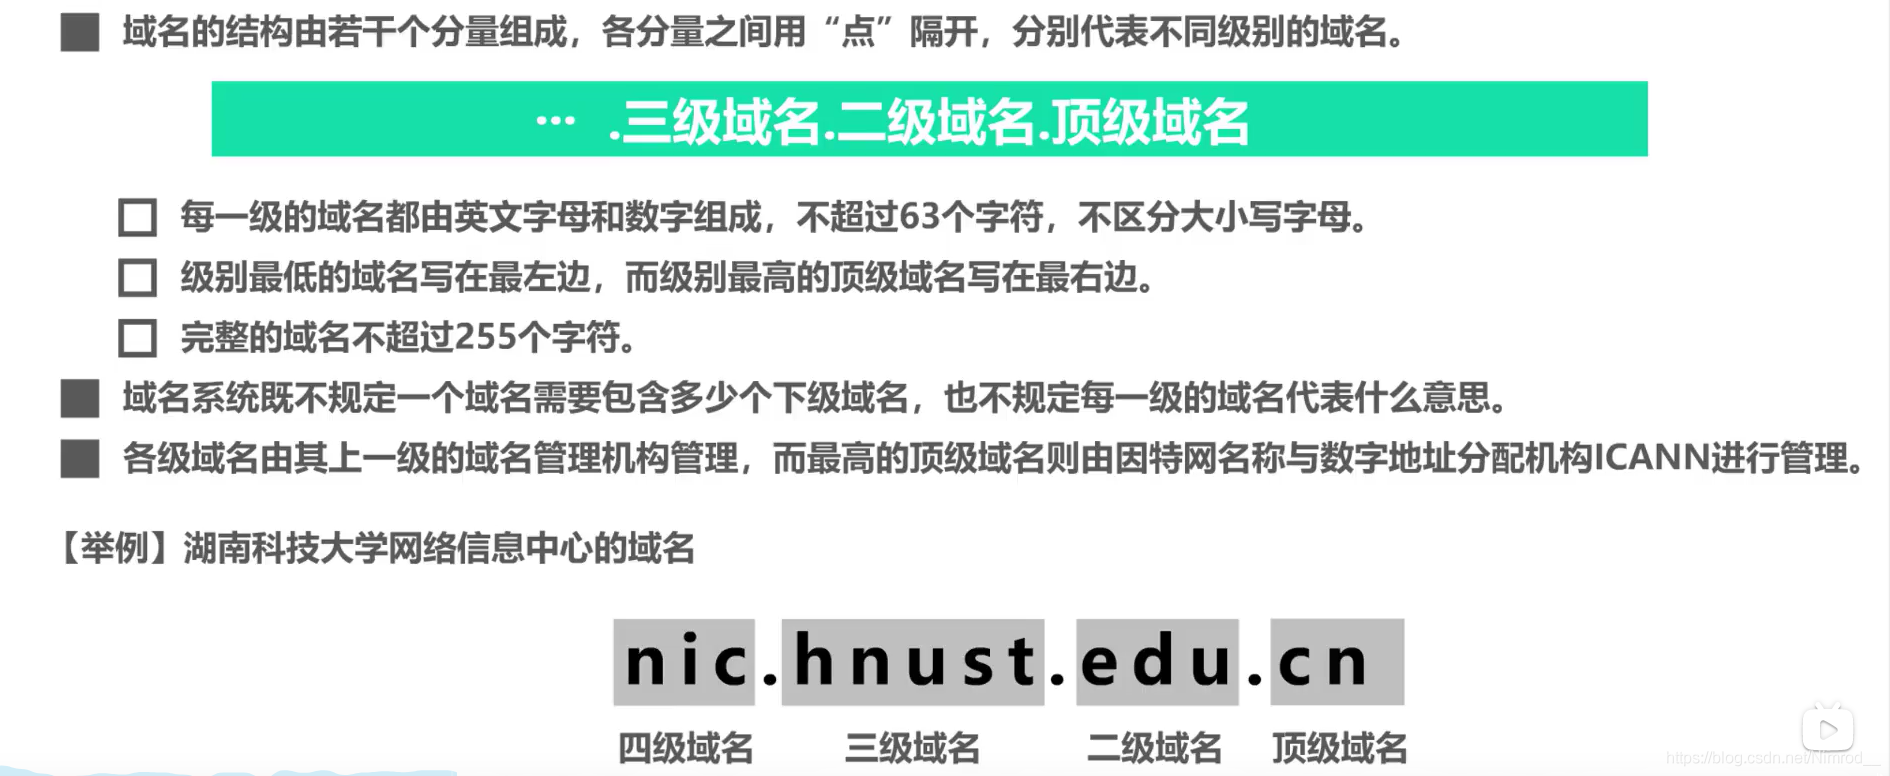 域名的结构由若干个分量组成，各分量之间用“点”隔开，分别代表不同级别的域名。
… .三级域名.二级域名.顶级域名
每一级的域名都由英文字母和数字组成，不超过63个字符，不区分大小写字母。
级别最低的域名写在最左边，而级别最高的顶级域名写在最右边。
完整的域名不超过255个字符。
域名系统既不规定一个域名需要包含多少个下级域名，也不规定每一级的域名代表什么意思。
各级域名由其上一级的域名管理机构管理，而最高的顶级域名则由因特网名称与数字地址分配机构ICANN进行管理。
【举例】湖南科技大学网络信息中心的域名
nic.hnust.edu.cn
四级域名 三级域名 二级域名 顶级域名
https://blog.csdn.net/Nimrod__